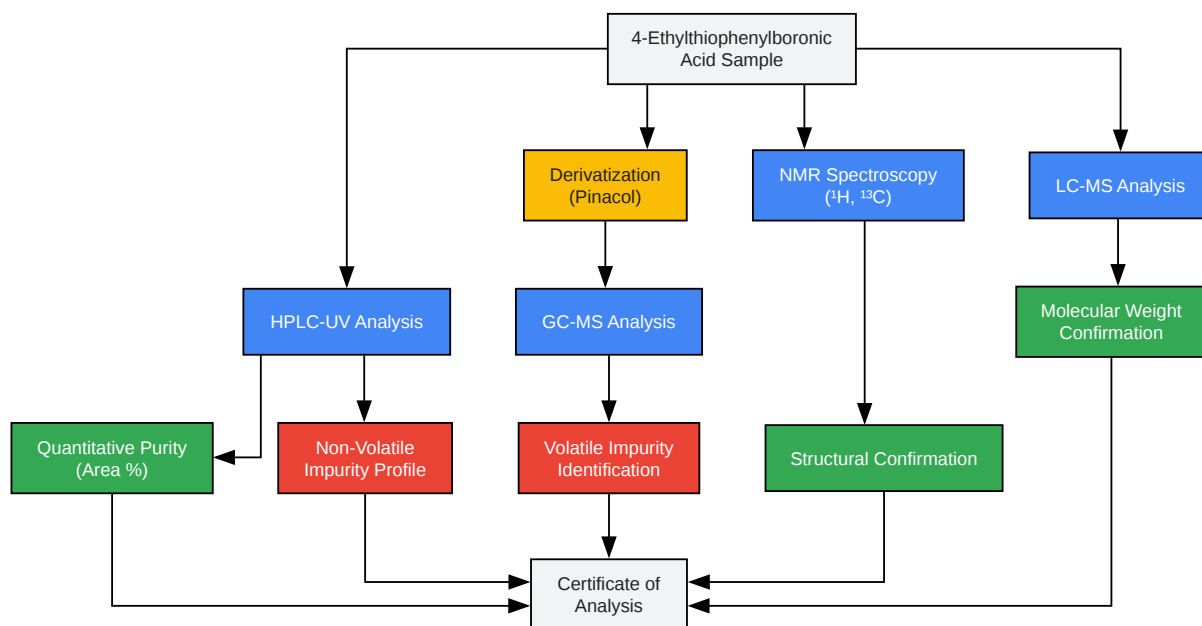 4-Ethylthiophenylboronic
Acid Sample
Derivatization
(Pinacol)
NMR Spectroscopy
(¹H, ¹³C)
LC-MS Analysis
HPLC-UV Analysis
GC-MS Analysis
Molecular Weight
Confirmation
Quantitative Purity
(Area %)
Non-Volatile
Impurity Profile
Volatile Impurity
Identification
Structural Confirmation
Certificate of
Analysis